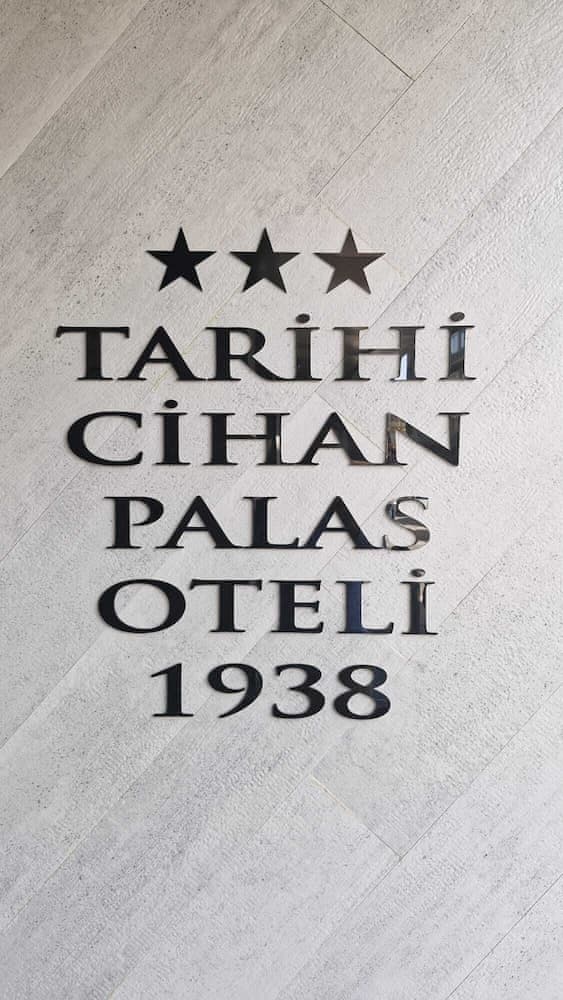 TARİHİ
CİHAN
PALAS
OTELİ
1938